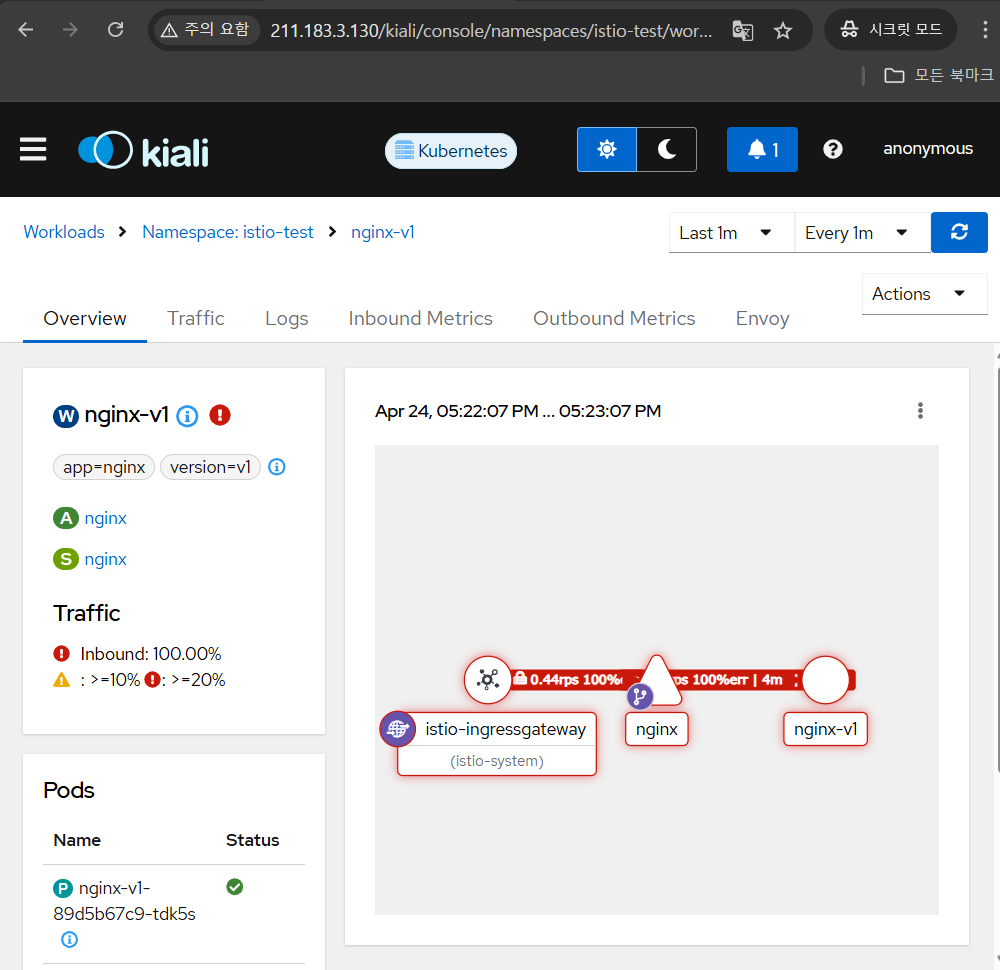 주의 요함
211.183.3.130/kiali/console/namespaces/istio-test/wor...
시크릿 모드
모든 북마크
kiali
Kubernetes
1
anonymous
Workloads
Namespace: istio-test
nginx-v1
Last 1m
Every 1m
Actions
Overview
Traffic
Logs
Inbound Metrics
Outbound Metrics
Envoy
W nginx-v1
app=nginx
version=v1
A nginx
S nginx
Traffic
Inbound: 100.00%
: >=10% : >=20%
Pods
Name
Status
P nginx-v1-
89d5b67c9-tdk5s
Apr 24, 05:22:07 PM ... 05:23:07 PM
0.44rps 100%
ps 100%err | 4m
istio-ingressgateway
(istio-system)
nginx
nginx-v1